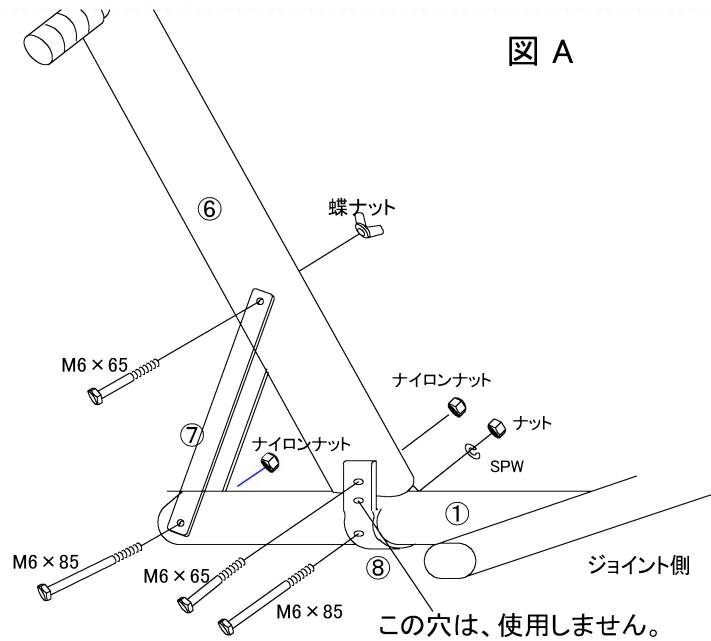 図 A
⑥
蝶ナット
M6×65
ナイロンナット
ナット
⑦
ナイロンナット
SPW
①
M6×85
M6×65
⑧
ジョイント側
M6×85
この穴は、使用しません。